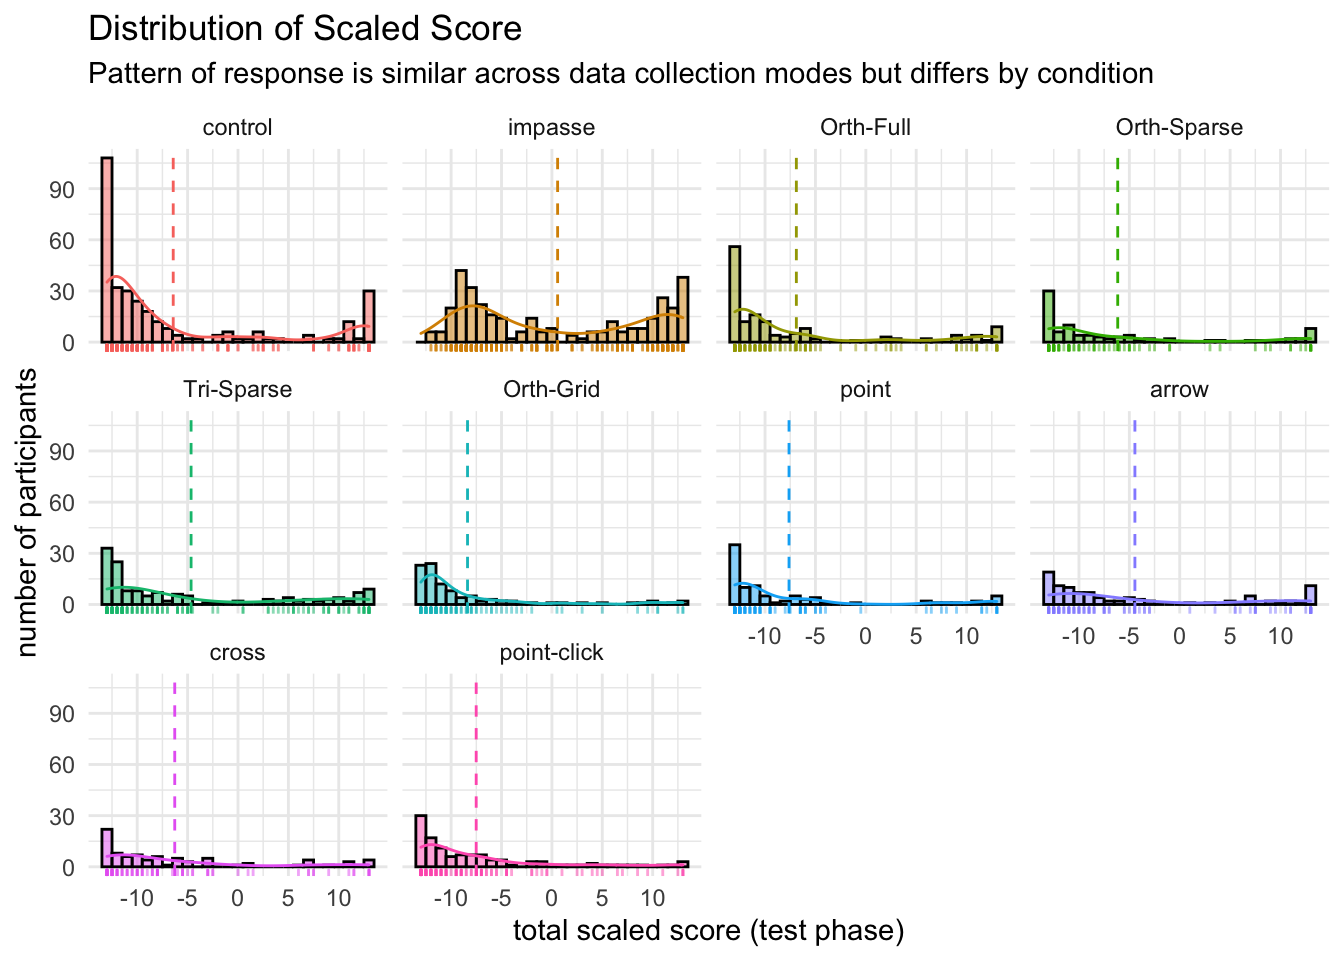 Distribution of Scaled Score
Pattern of response is similar across data collection modes but differs by condition
control
impasse
Orth-Full
Orth-Sparse
90
60
30
0
Tri-Sparse
Orth-Grid
point
arrow
90
60
30
0
-10 -5 0 5 10
-10 -5 0 5 10
cross
point-click
90
60
30
0
-10 -5 0 5 10
-10 -5 0 5 10
number of participants
total scaled score (test phase)